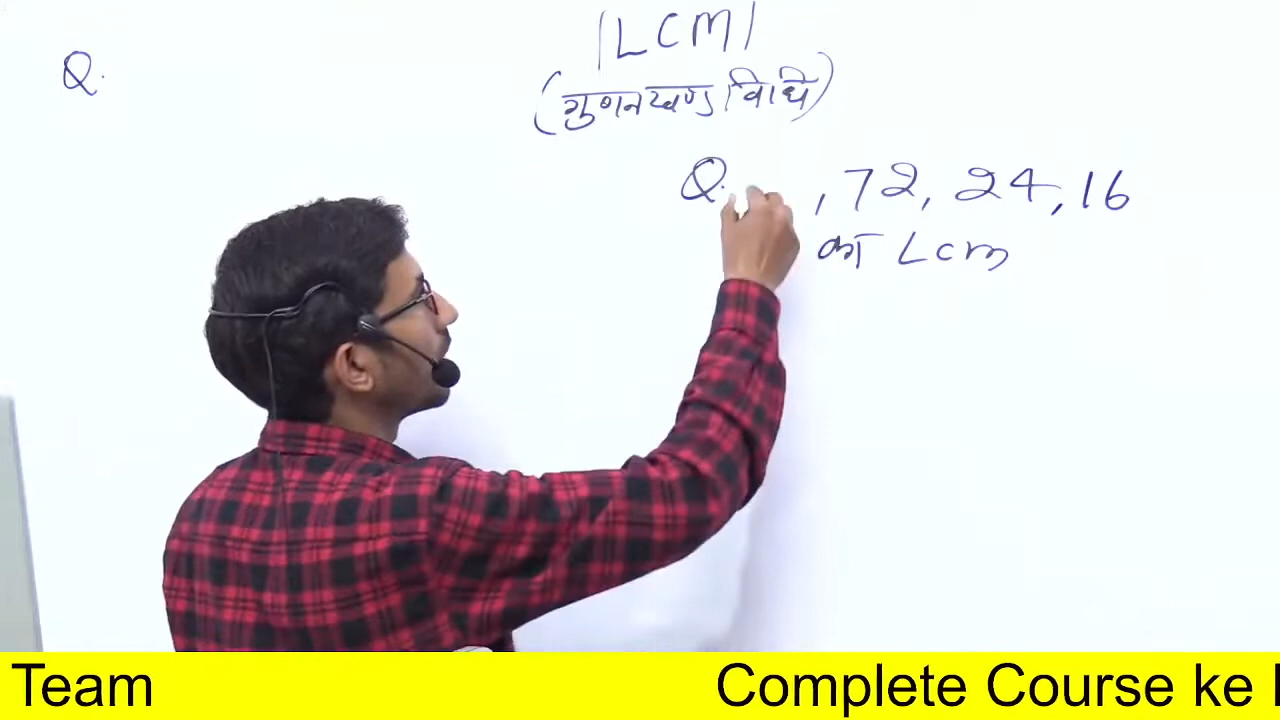 |LCM|
(गुणनखण्ड विधि)
Q.
Q. , 72, 24, 16
का Lcm
Team Complete Course ke